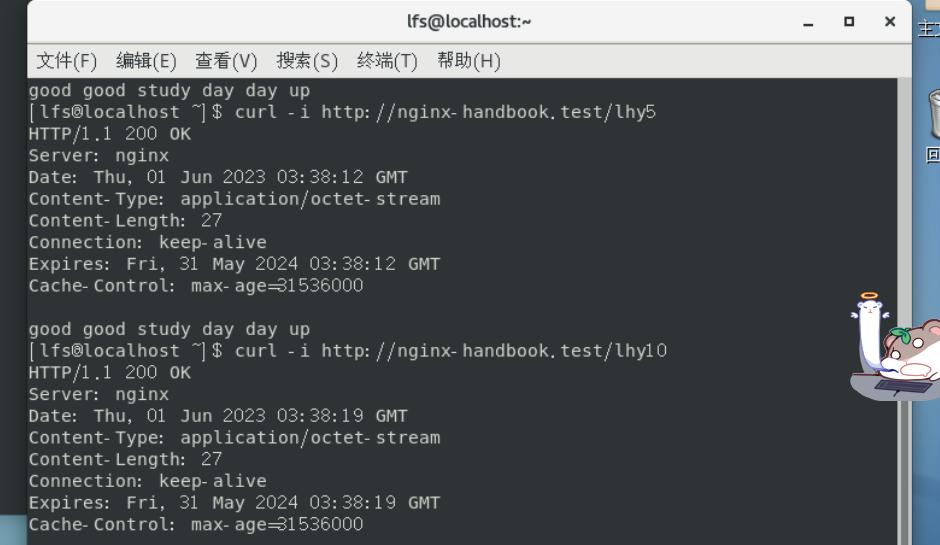 lfs@localhost:~
文件(F) 编辑(E) 查看(V) 搜索(S) 终端(T) 帮助(H)
good good study day day up
[lfs@localhost ~]$ curl -i http://nginx-handbook.test/lhy5
HTTP/1.1 200 OK
Server: nginx
Date: Thu, 01 Jun 2023 03:38:12 GMT
Content-Type: application/octet-stream
Content-Length: 27
Connection: keep-alive
Expires: Fri, 31 May 2024 03:38:12 GMT
Cache-Control: max-age=31536000
good good study day day up
[lfs@localhost ~]$ curl -i http://nginx-handbook.test/lhy10
HTTP/1.1 200 OK
Server: nginx
Date: Thu, 01 Jun 2023 03:38:19 GMT
Content-Type: application/octet-stream
Content-Length: 27
Connection: keep-alive
Expires: Fri, 31 May 2024 03:38:19 GMT
Cache-Control: max-age=31536000
主
回